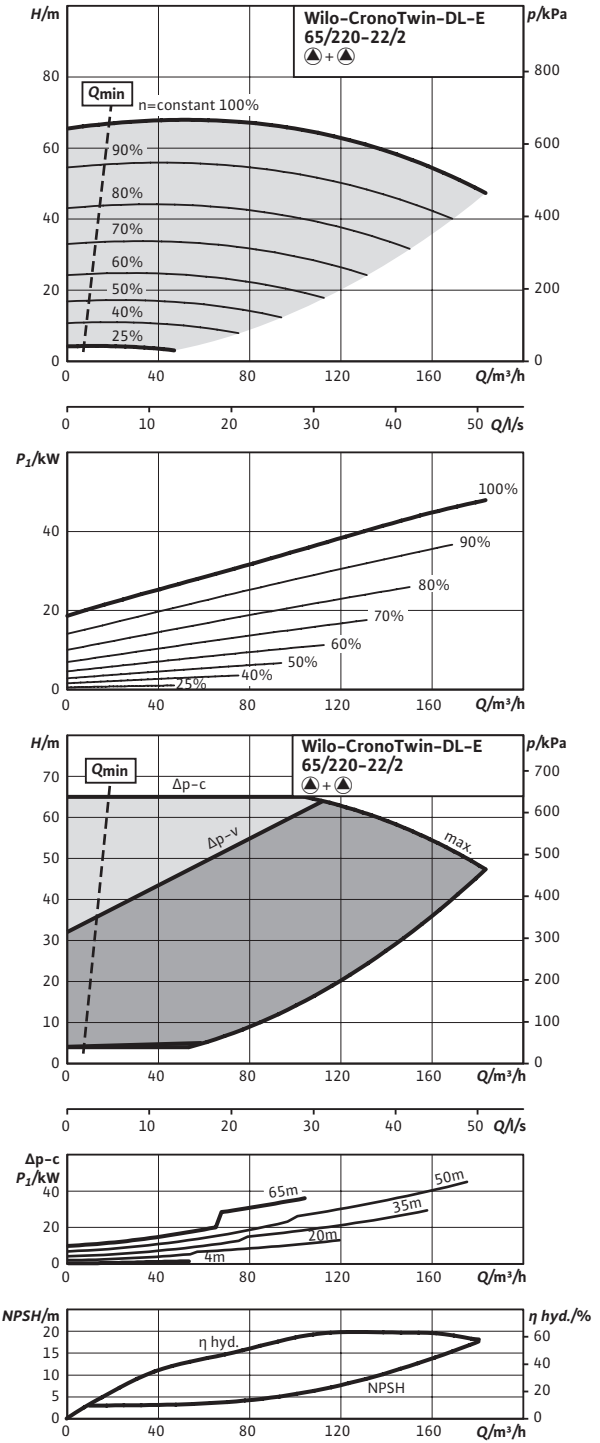 H/m
Wilo-CronoTwin-DL-E
65/220-22/2
+
p/kPa
80
60
40
20
0
800
600
400
200
0
Qmin
n=constant 100%
90%
80%
70%
60%
50%
40%
25%
0 40 80 120 160 Q/m³/h
0 10 20 30 40 50 Q/l/s
P1/kW
40
20
0
100%
90%
80%
70%
60%
50%
40%
25%
0 40 80 120 160 Q/m³/h
H/m
Wilo-CronoTwin-DL-E
65/220-22/2
+
p/kPa
70
60
50
40
30
20
10
0
700
600
500
400
300
200
100
0
Qmin
Δp-c
Δp-v
max.
0 40 80 120 160 Q/m³/h
0 10 20 30 40 50 Q/l/s
Δp-c
P1/kW
40
20
0
65m
50m
35m
20m
4m
0 40 80 120 160 Q/m³/h
NPSH/m
η hyd./%
20
15
10
5
0
60
40
20
0
η hyd.
NPSH
0 40 80 120 160 Q/m³/h